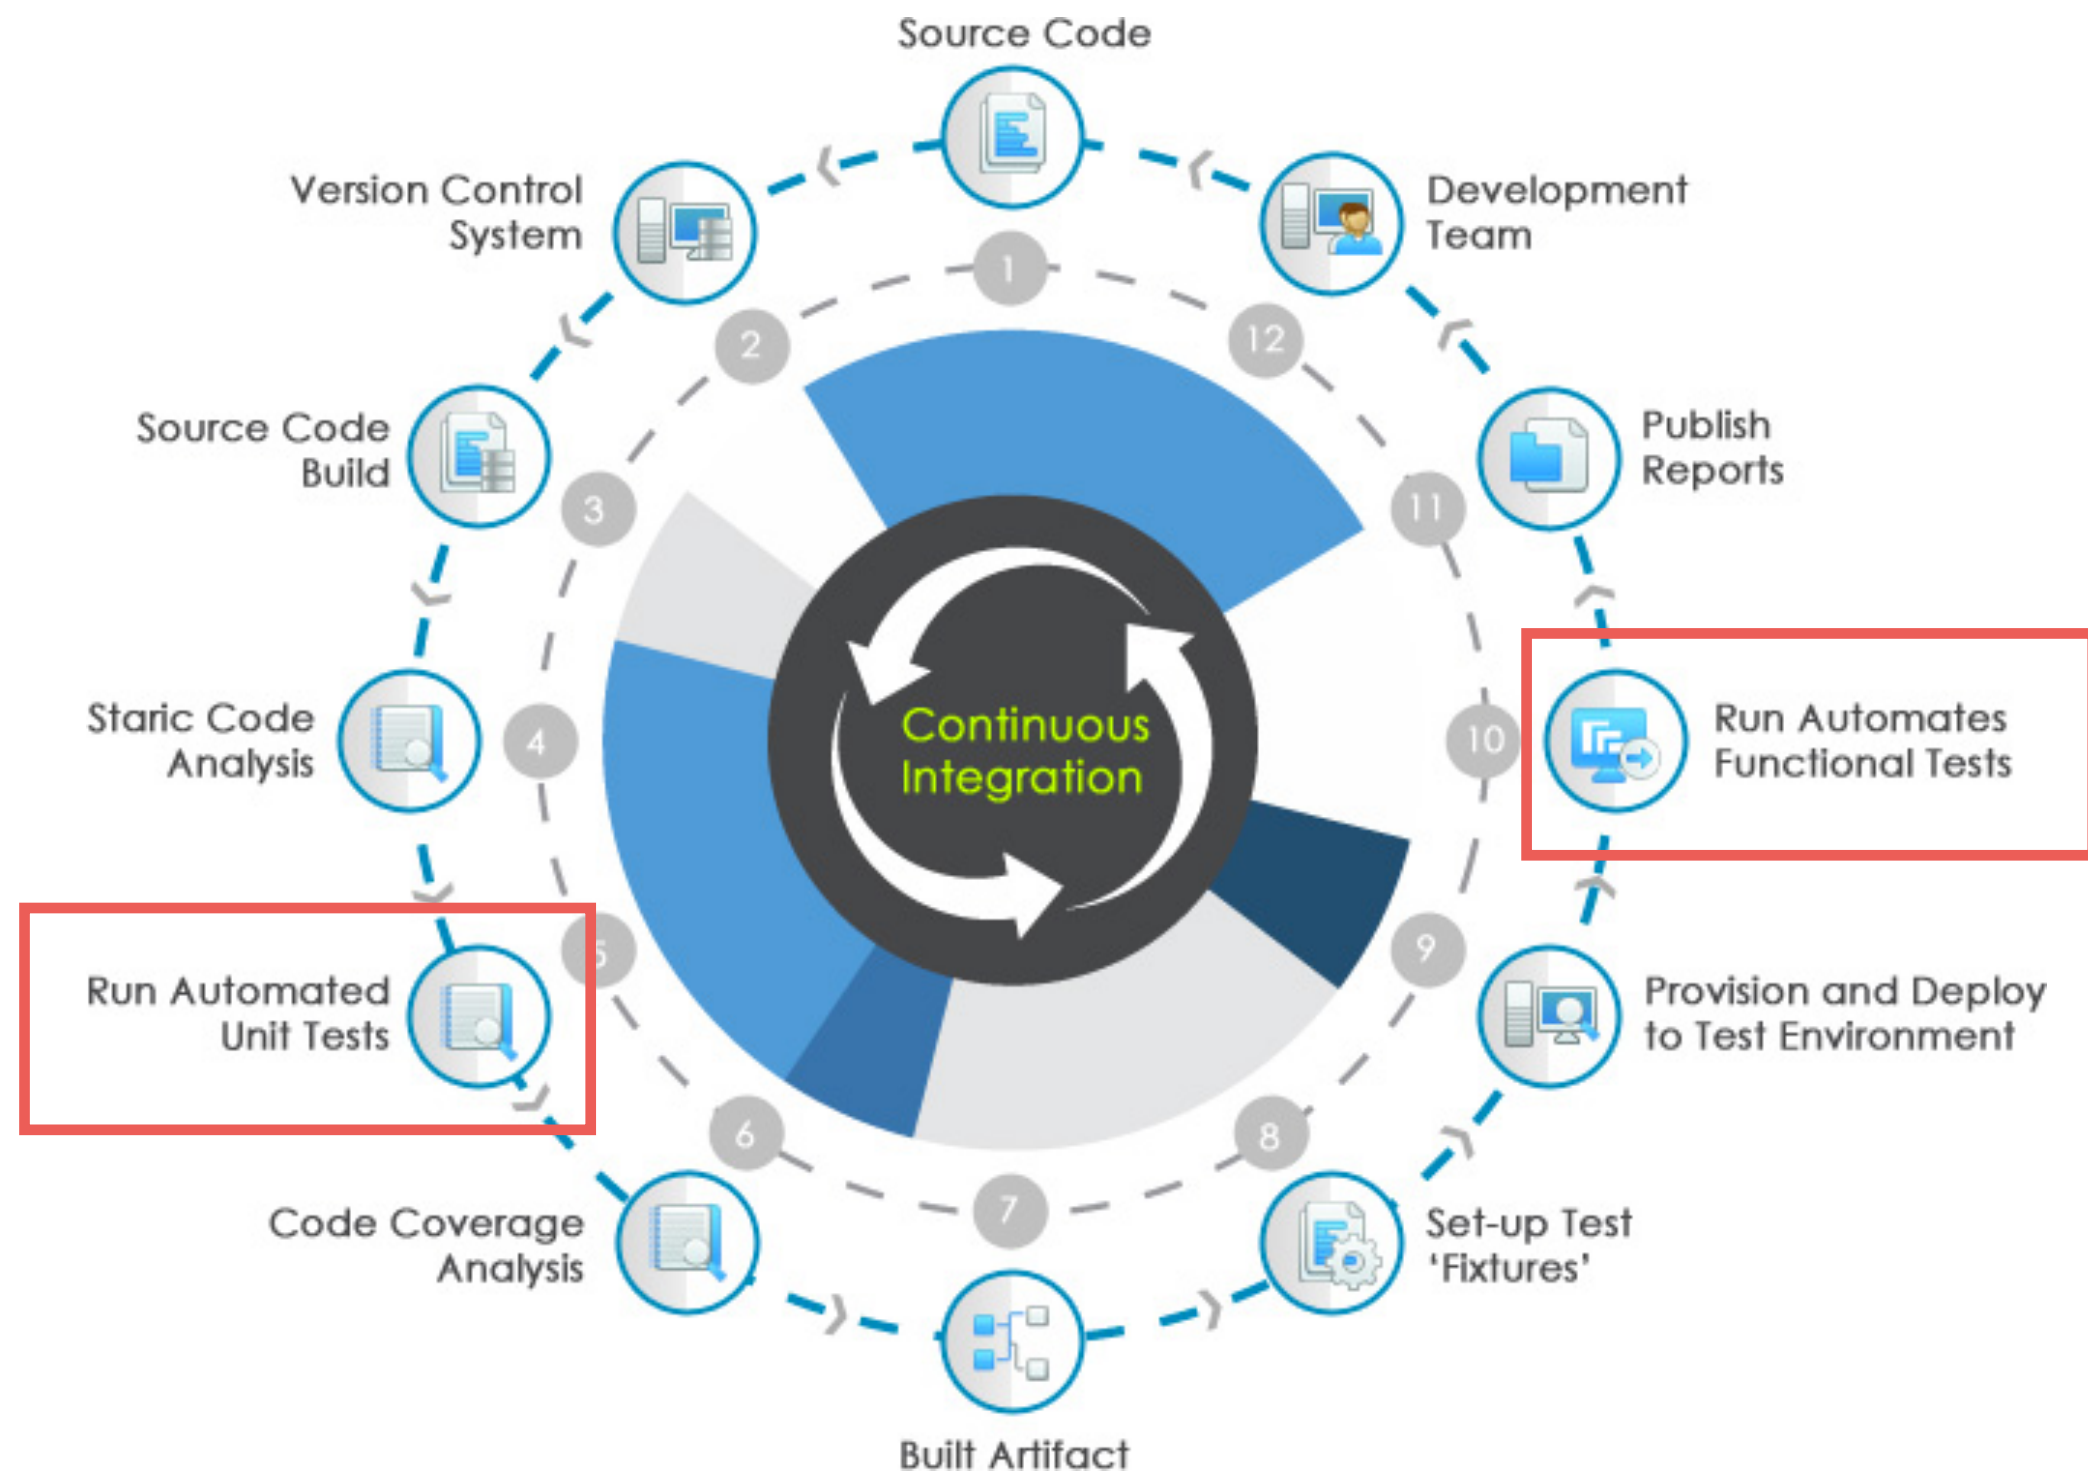 Source Code
Version Control
System
Development
Team
1
2
12
Source Code
Build
Publish
Reports
3
11
Staric Code
Analysis
4
Continuous
Integration
10
Run Automates
Functional Tests
5
9
Run Automated
Unit Tests
Provision and Deploy
to Test Environment
6
8
7
Code Coverage
Analysis
Set-up Test
‘Fixtures’
Built Artifact